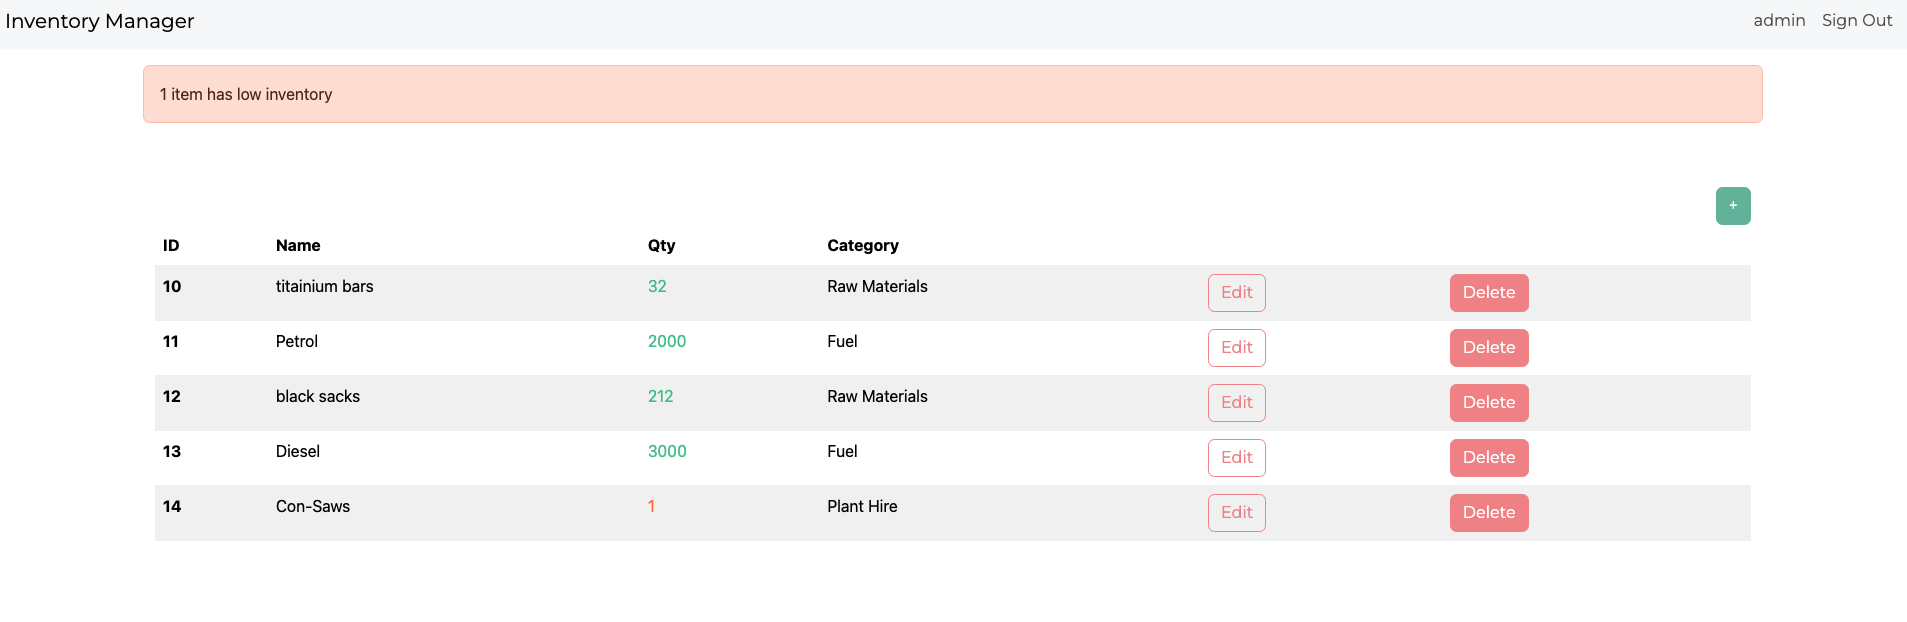 Inventory Manager admin Sign Out
1 item has low inventory
+
ID Name Qty Category
10 titainium bars 32 Raw Materials Edit Delete
11 Petrol 2000 Fuel Edit Delete
12 black sacks 212 Raw Materials Edit Delete
13 Diesel 3000 Fuel Edit Delete
14 Con-Saws 1 Plant Hire Edit Delete